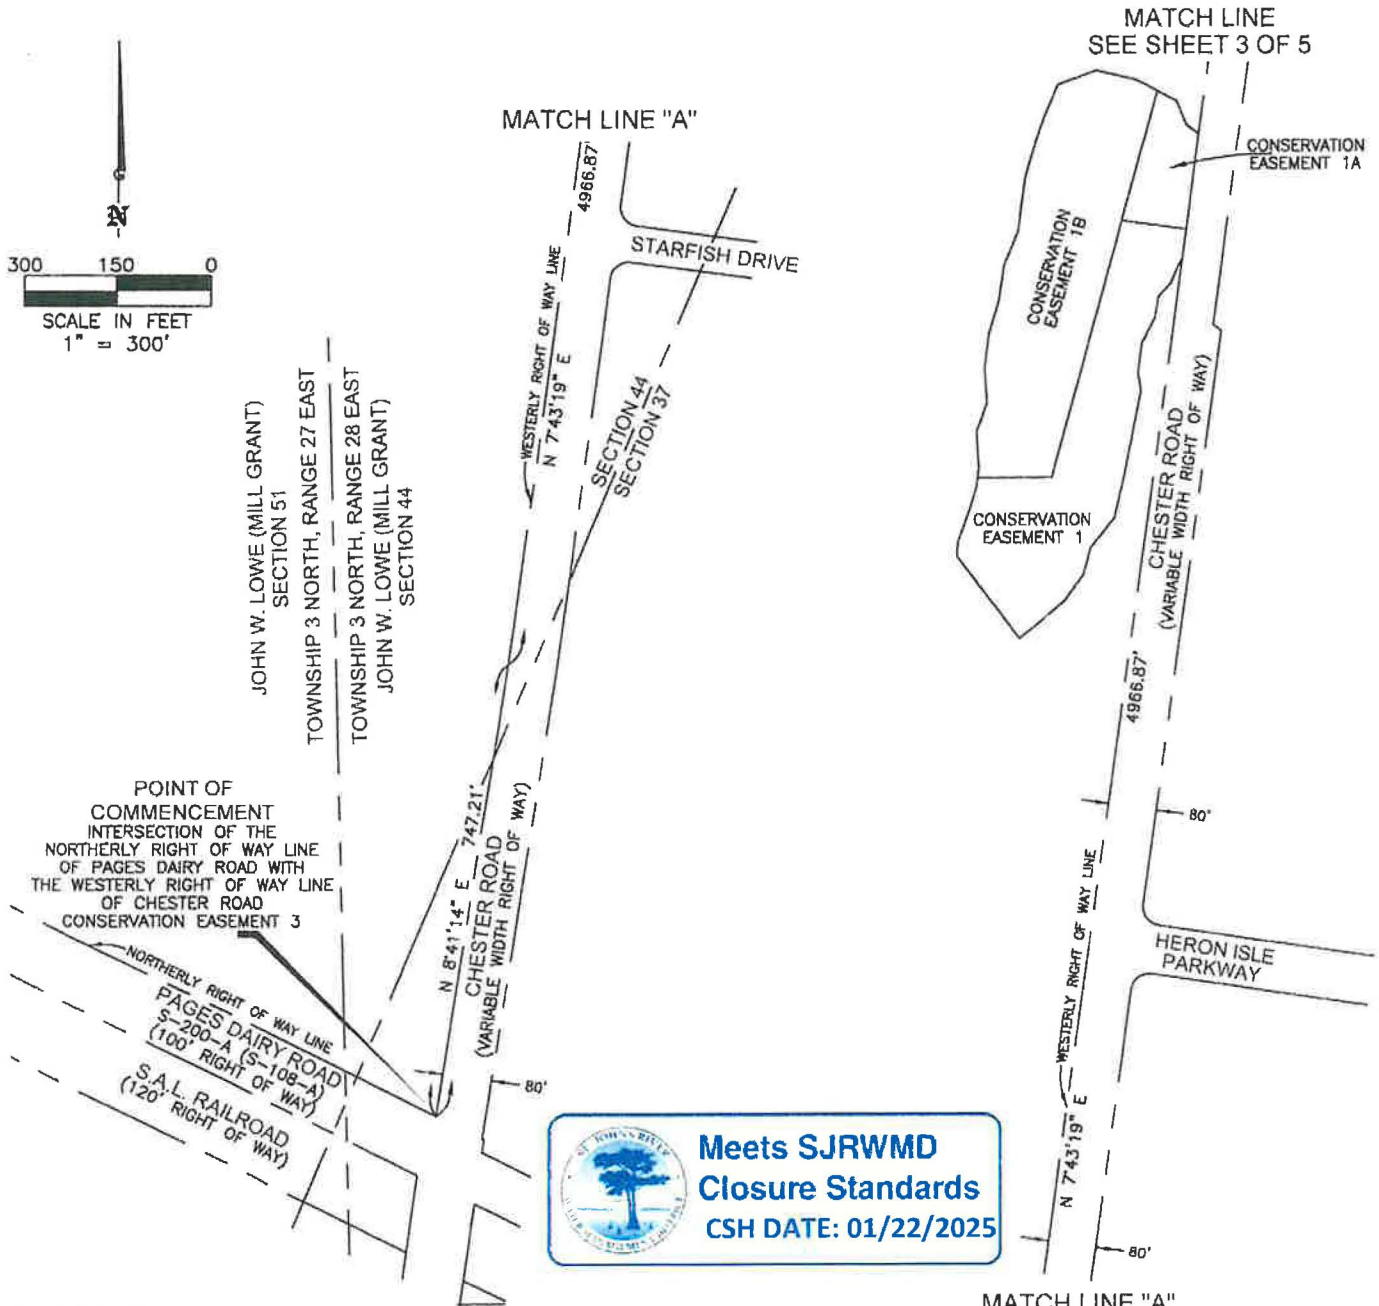 MATCH LINE
SEE SHEET 3 OF 5
MATCH LINE "A"
N
300 150 0
SCALE IN FEET
1" = 300'
4966.87'
STARFISH DRIVE
WESTERLY RIGHT OF WAY LINE
N 7°43'19" E
SECTION 44
SECTION 37
JOHN W. LOWE (MILL GRANT)
SECTION 51
TOWNSHIP 3 NORTH, RANGE 27 EAST
TOWNSHIP 3 NORTH, RANGE 28 EAST
JOHN W. LOWE (MILL GRANT)
SECTION 44
POINT OF
COMMENCEMENT
INTERSECTION OF THE
NORTHERLY RIGHT OF WAY LINE
OF PAGES DAIRY ROAD WITH
THE WESTERLY RIGHT OF WAY LINE
OF CHESTER ROAD
CONSERVATION EASEMENT 3
N 8°41'14" E 747.21'
CHESTER ROAD
(VARIABLE WIDTH RIGHT OF WAY)
NORTHERLY RIGHT OF WAY LINE
PAGES DAIRY ROAD
S-200-A (S-108-A)
(100' RIGHT OF WAY)
S.A.L. RAILROAD
(120' RIGHT OF WAY)
80'
CONSERVATION
EASEMENT 1A
CONSERVATION
EASEMENT 1B
CONSERVATION
EASEMENT 1
CHESTER ROAD
(VARIABLE WIDTH RIGHT OF WAY)
4966.87'
80'
WESTERLY RIGHT OF WAY LINE
HERON ISLE
PARKWAY
N 7°43'19" E
80'
Meets SJRWMD
Closure Standards
CSH DATE: 01/22/2025
ST. JOHNS RIVER
WATER MANAGEMENT DISTRICT
MATCH LINE "A"